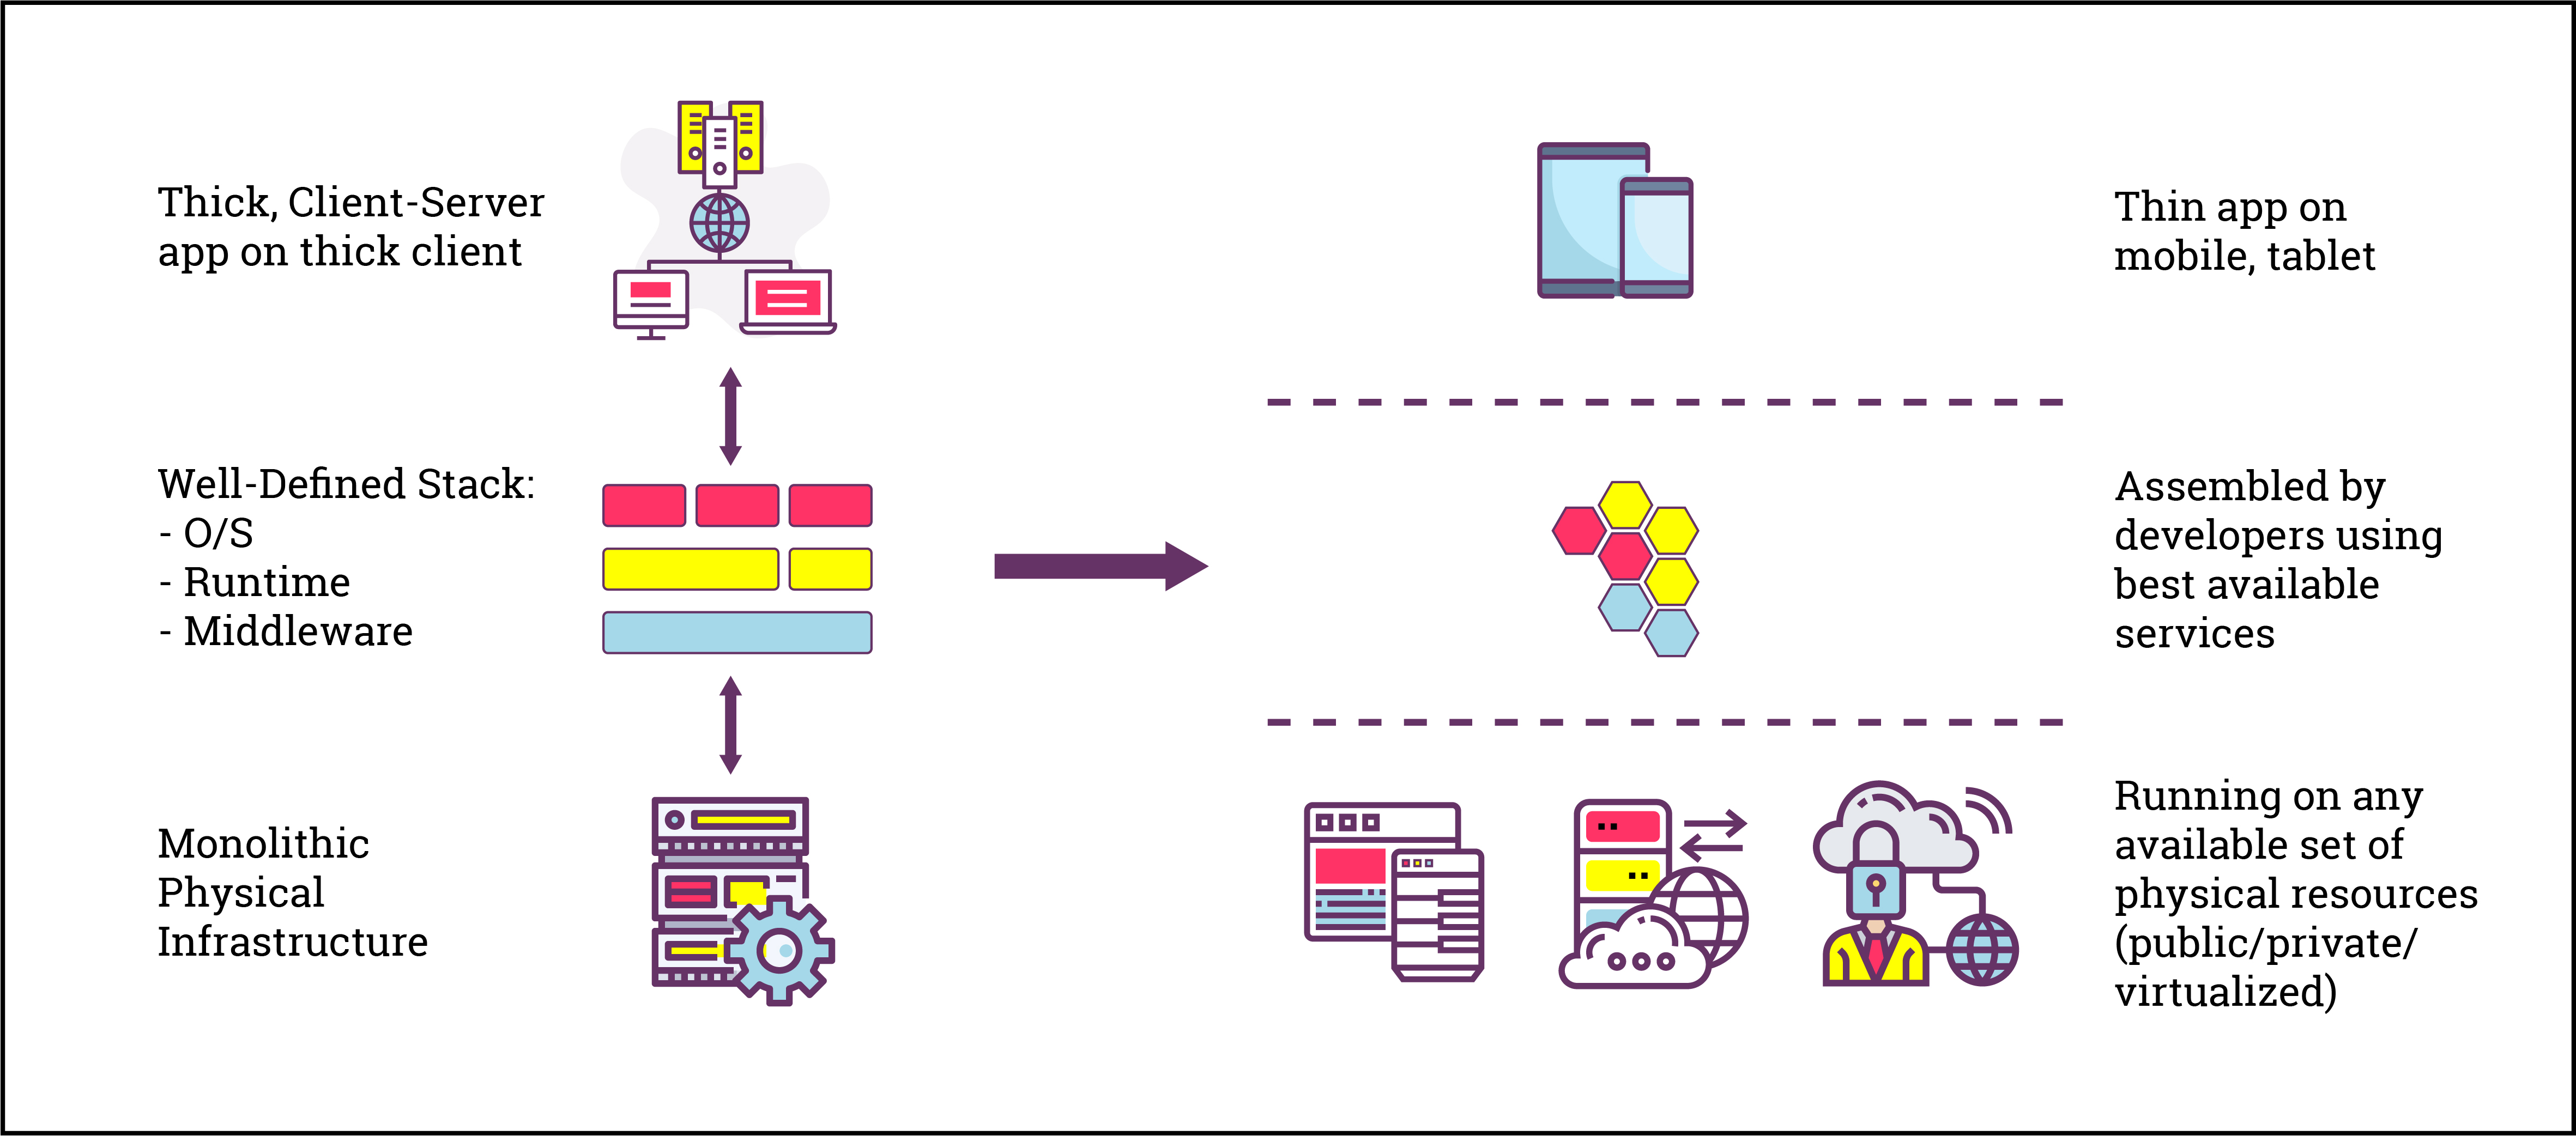 Thick, Client-Server
app on thick client
Well-Defined Stack:
- O/S
- Runtime
- Middleware
Monolithic
Physical
Infrastructure
Thin app on
mobile, tablet
Assembled by
developers using
best available
services
Running on any
available set of
physical resources
(public/private/
virtualized)